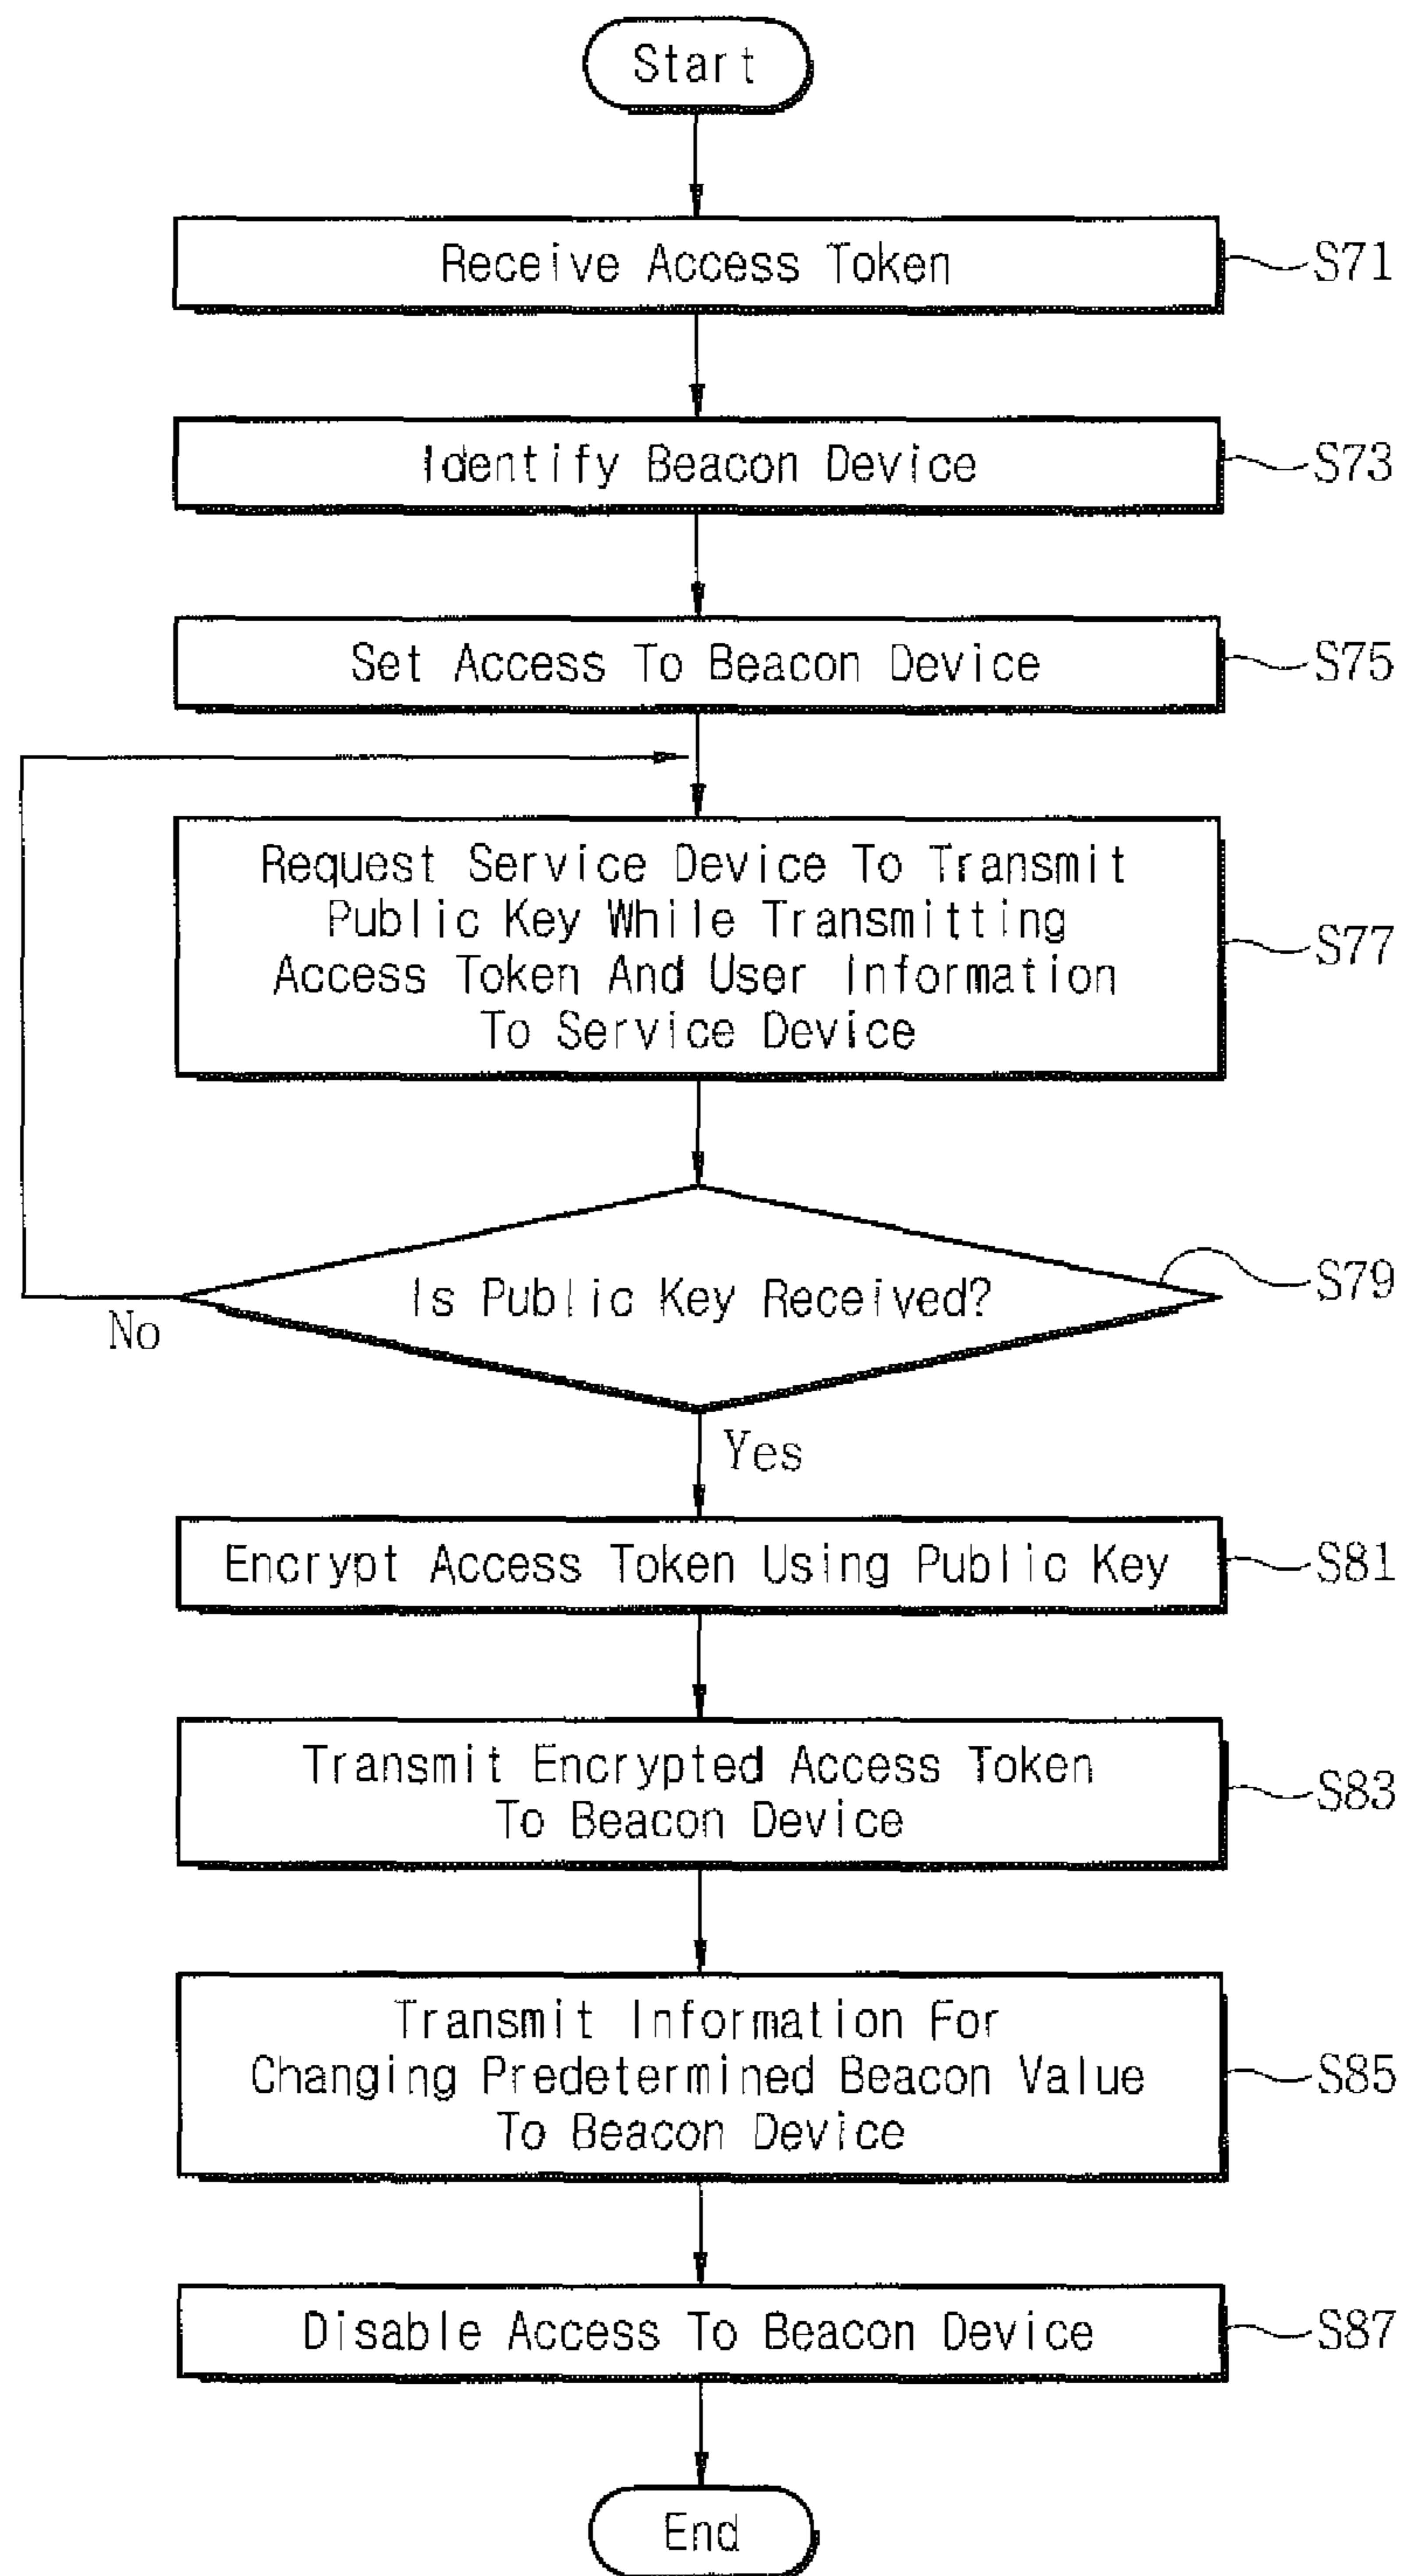 Start
Receive Access Token
S71
Identify Beacon Device
S73
Set Access To Beacon Device
S75
Request Service Device To Transmit
Public Key While Transmitting
Access Token And User Information
To Service Device
S77
Is Public Key Received?
S79
No
Yes
Encrypt Access Token Using Public Key
S81
Transmit Encrypted Access Token
To Beacon Device
S83
Transmit Information For
Changing Predetermined Beacon Value
To Beacon Device
S85
Disable Access To Beacon Device
S87
End